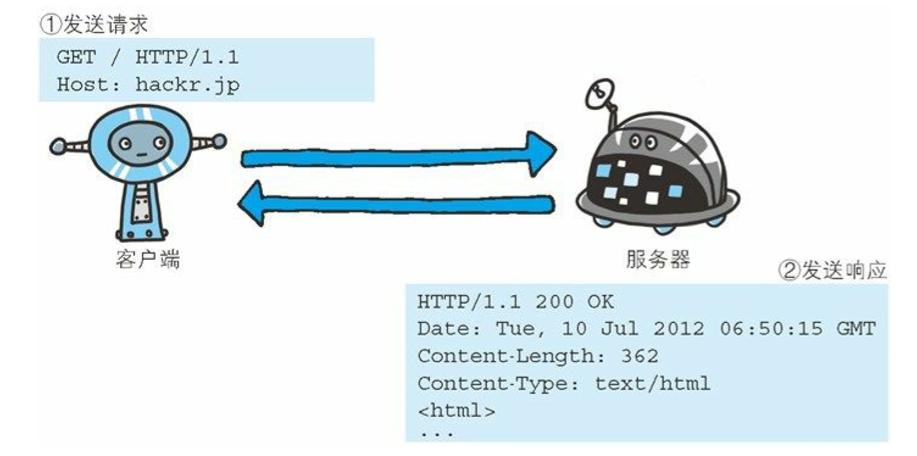 ①发送请求
GET / HTTP/1.1
Host: hackr.jp
客户端
服务器
②发送响应
HTTP/1.1 200 OK
Date: Tue, 10 Jul 2012 06:50:15 GMT
Content-Length: 362
Content-Type: text/html
<html>
...